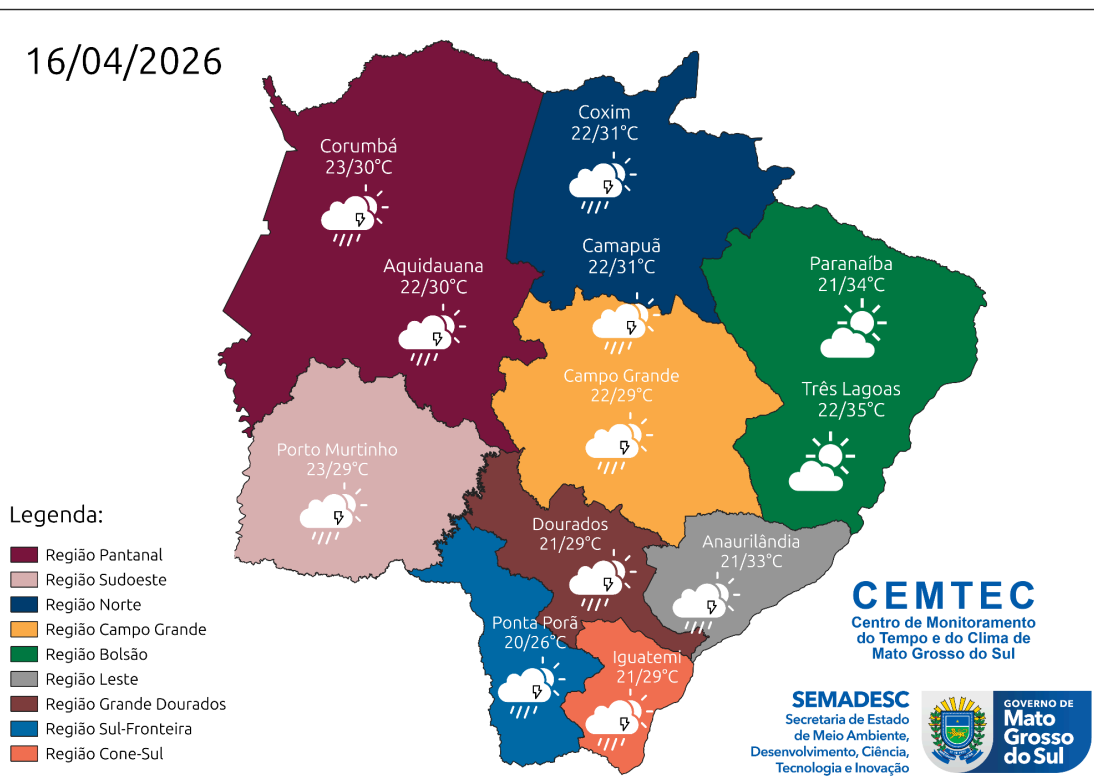 16/04/2026
Coxim
22/31°C
Corumbá
23/30°C
Camapuã
22/31°C
Aquidauana
22/30°C
Paranaíba
21/34°C
Campo Grande
22/29°C
Três Lagoas
22/35°C
Porto Murtinho
23/29°C
Dourados
21/29°C
Anaurilândia
21/33°C
Ponta Porã
20/26°C
Iguatemi
21/29°C
Legenda:
Região Pantanal
Região Sudoeste
Região Norte
Região Campo Grande
Região Bolsão
Região Leste
Região Grande Dourados
Região Sul-Fronteira
Região Cone-Sul
CEMTEC
Centro de Monitoramento
do Tempo e do Clima de
Mato Grosso do Sul
SEMADESC
Secretaria de Estado
de Meio Ambiente,
Desenvolvimento, Ciência,
Tecnologia e Inovação
GOVERNO DE
Mato
Grosso
do Sul